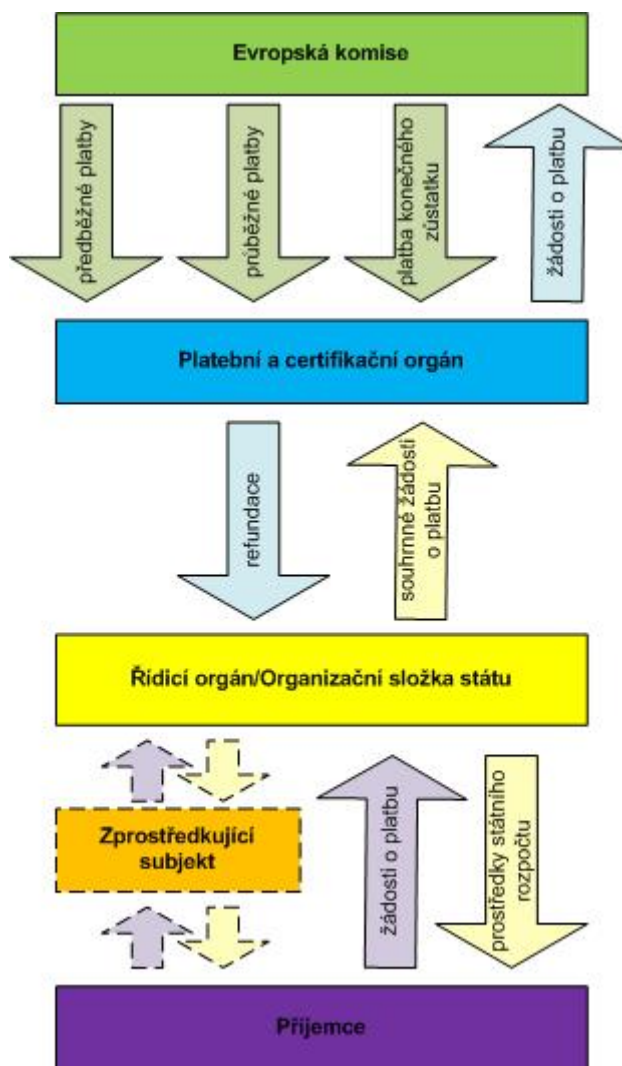 Evropská komise
předběžné platby
průběžné platby
platba konečného
zůstatku
žádosti o platbu
Platební a certifikační orgán
refundace
souhrnné žádosti
o platbu
Řídicí orgán/Organizační složka státu
Zprostředkující
subjekt
žádosti o platbu
prostředky státního
rozpočtu
Příjemce